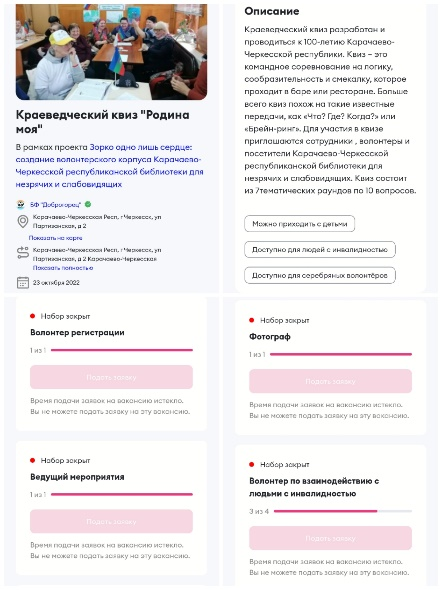 Краеведческий квиз "Родина
моя"
В рамках проекта Зорко одно лишь сердце:
создание волонтерского корпуса Карачаево-
Черкесской республиканской библиотеки для
незрячих и слабовидящих
БФ "Доброгорец"
Карачаево-Черкесская Респ, г Черкесск, ул
Партизанская, д 2
Показать на карте
Карачаево-Черкесская Респ, г Черкесск, ул
Партизанская, д 2 Карачаево-Черкесская
Показать полностью
23 октября 2022
Описание
Краеведческий квиз разработан и
проводиться к 100-летию Карачаево-
Черкесской республики. Квиз – это
командное соревнование на логику,
сообразительность и смекалку, которое
проходит в баре или ресторане. Больше
всего квиз похож на такие известные
передачи, как «Что? Где? Когда?» или
«Брейн-ринг». Для участия в квизе
приглашаются сотрудники , волонтеры и
посетители Карачаево-Черкесской
республиканской библиотеки для
незрячих и слабовидящих. Квиз состоит
из 7тематических раундов по 10 вопросов.
Можно приходить с детьми
Доступно для людей с инвалидностью
Доступно для серебряных волонтёров
Набор закрыт
Волонтер регистрации
1 из 1
Подать заявку
Время подачи заявок на вакансию истекло.
Вы не можете подать заявку на эту вакансию.
Набор закрыт
Фотограф
1 из 1
Подать заявку
Время подачи заявок на вакансию истекло.
Вы не можете подать заявку на эту вакансию.
Набор закрыт
Ведущий мероприятия
1 из 1
Подать заявку
Время подачи заявок на вакансию истекло.
Вы не можете подать заявку на эту вакансию.
Набор закрыт
Волонтер по взаимодействию с
людьми с инвалидностью
3 из 4
Подать заявку
Время подачи заявок на вакансию истекло.
Вы не можете подать заявку на эту вакансию.